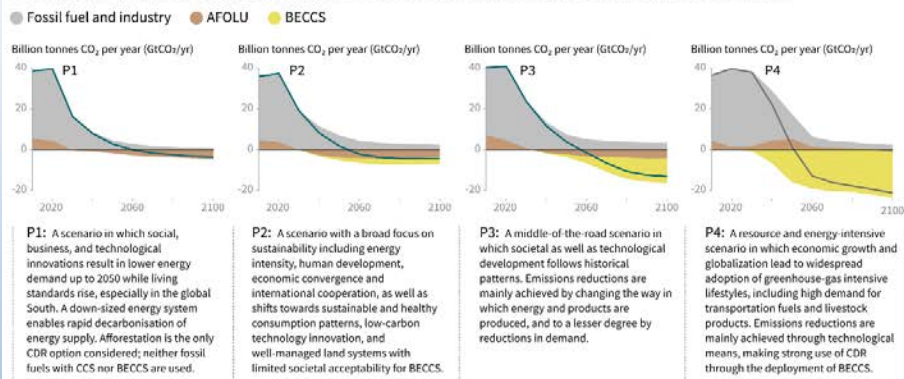 Fossil fuel and industry AFOLU BECCS
Billion tonnes CO₂ per year (GtCO₂/yr)
40
20
0
-20
P1
2020 2060 2100
Billion tonnes CO₂ per year (GtCO₂/yr)
40
20
0
-20
P2
2020 2060 2100
Billion tonnes CO₂ per year (GtCO₂/yr)
40
20
0
-20
P3
2020 2060 2100
Billion tonnes CO₂ per year (GtCO₂/yr)
40
20
0
-20
P4
2020 2060 2100
P1: A scenario in which social,
business, and technological
innovations result in lower energy
demand up to 2050 while living
standards rise, especially in the global
South. A down-sized energy system
enables rapid decarbonisation of
energy supply. Afforestation is the only
CDR option considered; neither fossil
fuels with CCS nor BECCS are used.
P2: A scenario with a broad focus on
sustainability including energy
intensity, human development,
economic convergence and
international cooperation, as well as
shifts towards sustainable and healthy
consumption patterns, low-carbon
technology innovation, and
well-managed land systems with
limited societal acceptability for BECCS.
P3: A middle-of-the-road scenario in
which societal as well as technological
development follows historical
patterns. Emissions reductions are
mainly achieved by changing the way in
which energy and products are
produced, and to a lesser degree by
reductions in demand.
P4: A resource and energy-intensive
scenario in which economic growth and
globalization lead to widespread
adoption of greenhouse-gas intensive
lifestyles, including high demand for
transportation fuels and livestock
products. Emissions reductions are
mainly achieved through technological
means, making strong use of CDR
through the deployment of BECCS.